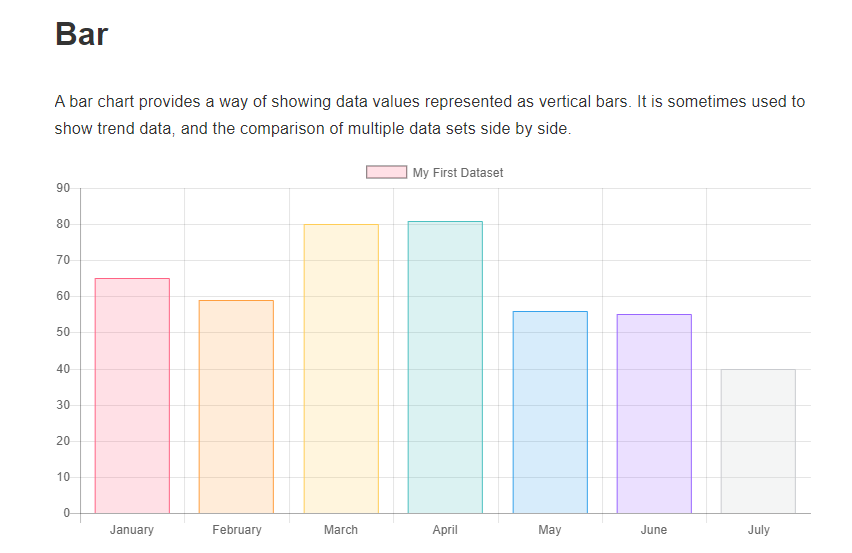 Bar
A bar chart provides a way of showing data values represented as vertical bars. It is sometimes used to
show trend data, and the comparison of multiple data sets side by side.
My First Dataset
90
80
70
60
50
40
30
20
10
0
January February March April May June July